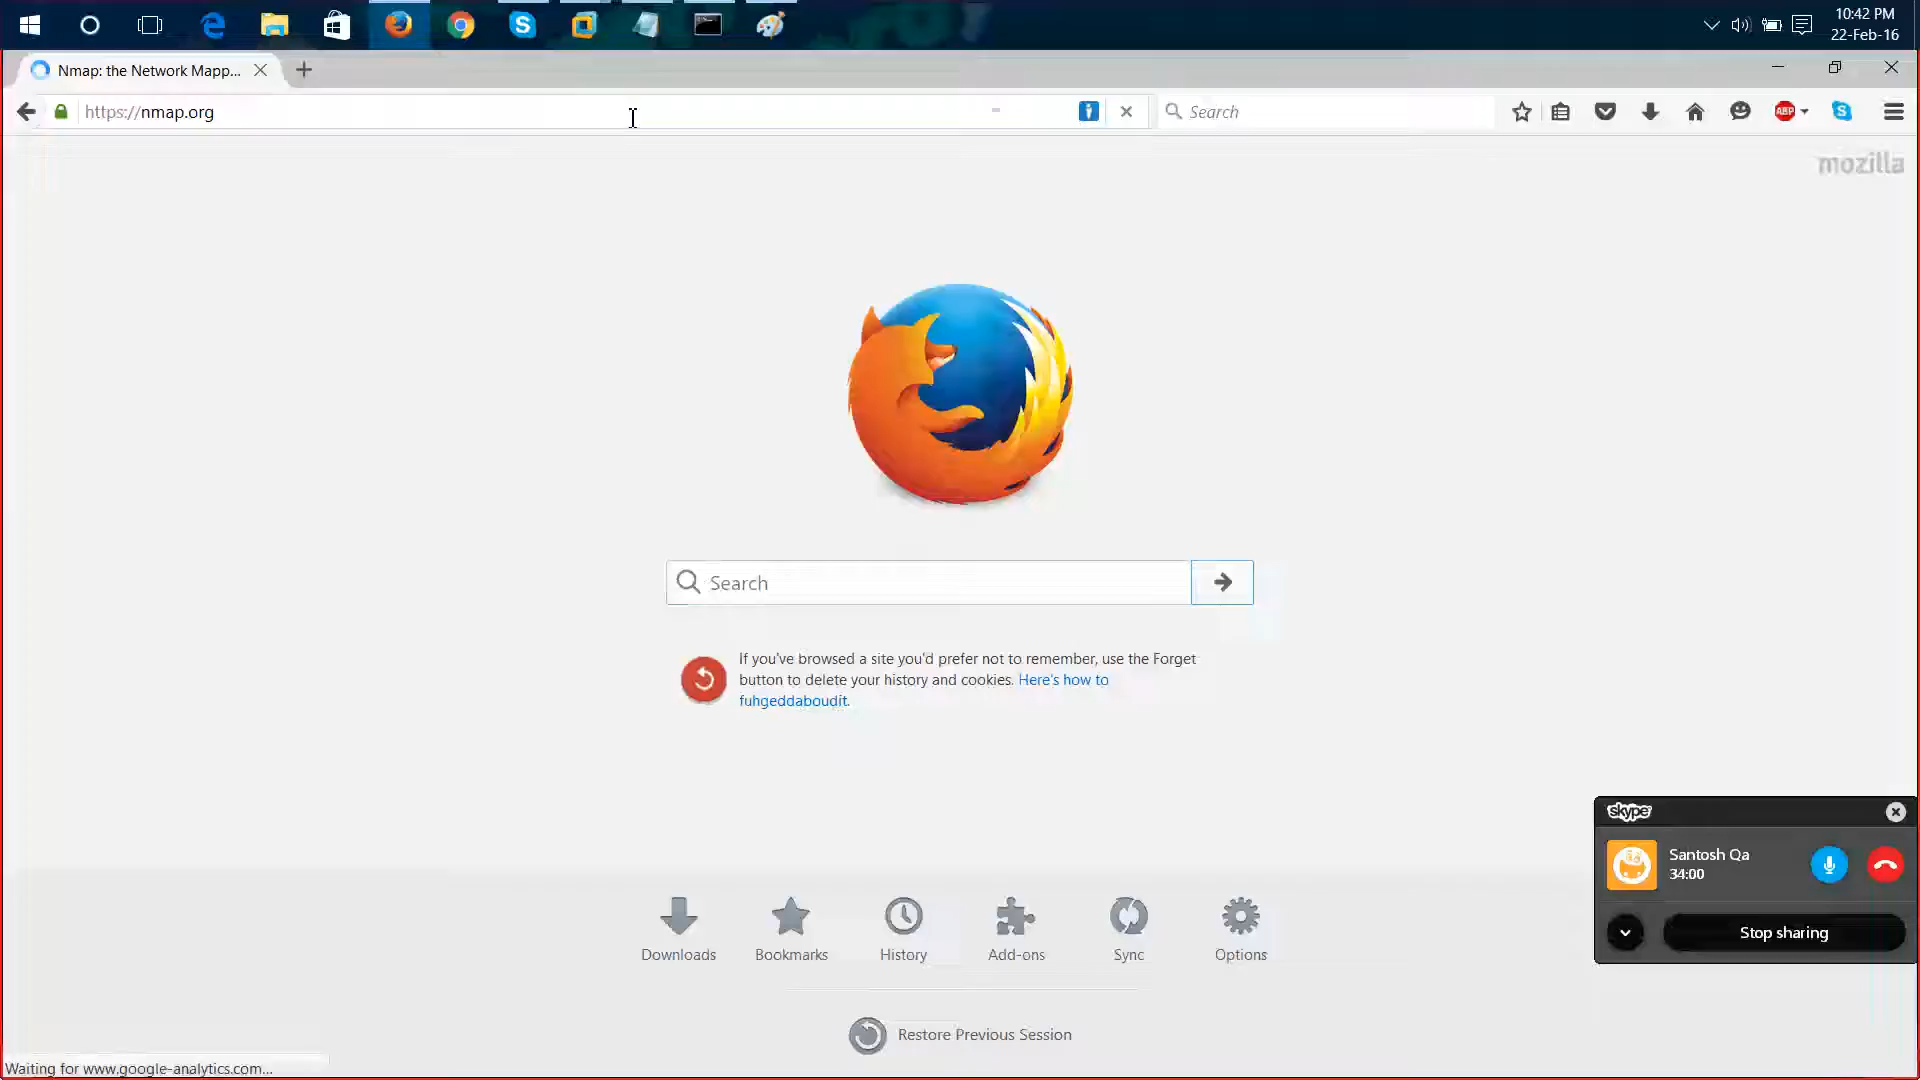 10:42 PM
22-Feb-16
Nmap: the Network Mapp...
https://nmap.org
Search
ABP
mozilla
Search
If you've browsed a site you'd prefer not to remember, use the Forget
button to delete your history and cookies. Here's how to
fuhgeddaboudit.
skype
Santosh Qa
34:00
Stop sharing
Downloads
Bookmarks
History
Add-ons
Sync
Options
Restore Previous Session
Waiting for www.google-analytics.com...